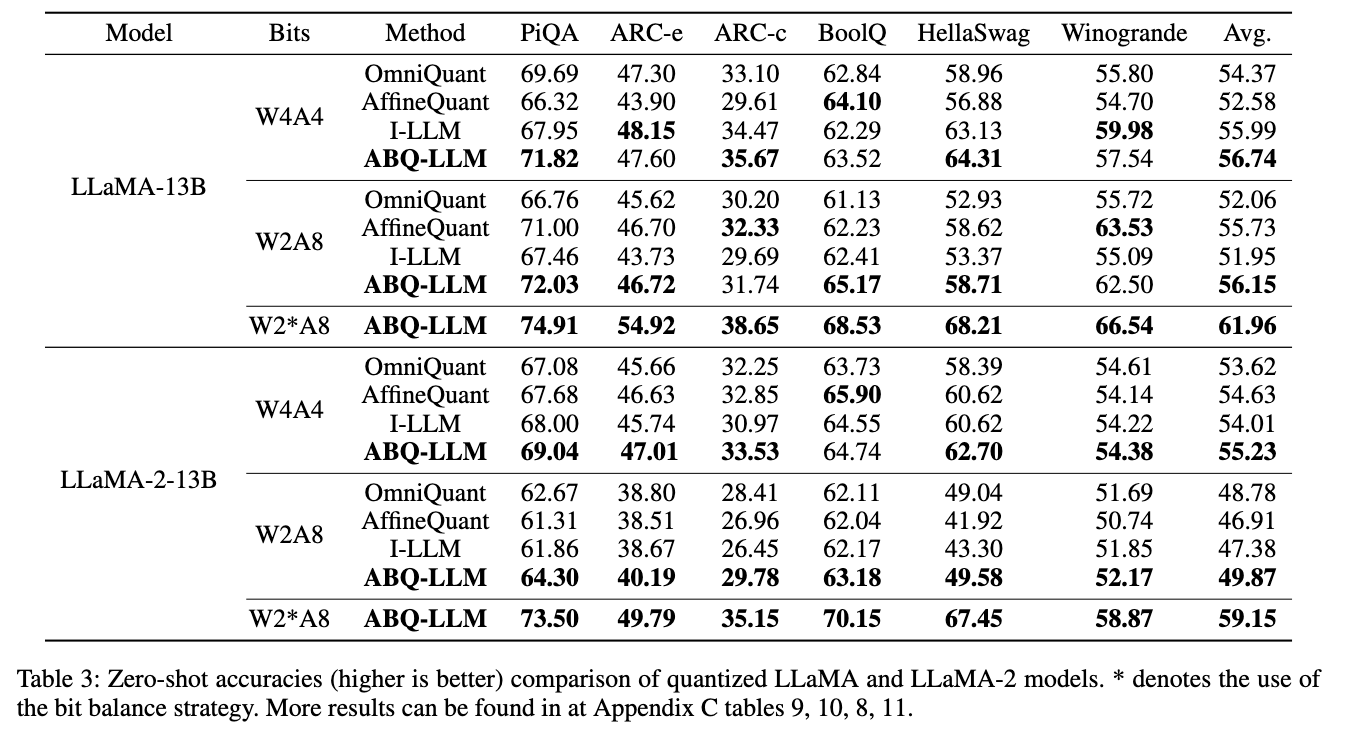 Model Bits Method PiQA ARC-e ARC-c BoolQ HellaSwag Winogrande Avg.
LLaMA-13B
W4A4
OmniQuant 69.69 47.30 33.10 62.84 58.96 55.80 54.37
AffineQuant 66.32 43.90 29.61 64.10 56.88 54.70 52.58
I-LLM 67.95 48.15 34.47 62.29 63.13 59.98 55.99
ABQ-LLM 71.82 47.60 35.67 63.52 64.31 57.54 56.74
W2A8
OmniQuant 66.76 45.62 30.20 61.13 52.93 55.72 52.06
AffineQuant 71.00 46.70 32.33 62.23 58.62 63.53 55.73
I-LLM 67.46 43.73 29.69 62.41 53.37 55.09 51.95
ABQ-LLM 72.03 46.72 31.74 65.17 58.71 62.50 56.15
W2*A8 ABQ-LLM 74.91 54.92 38.65 68.53 68.21 66.54 61.96
LLaMA-2-13B
W4A4
OmniQuant 67.08 45.66 32.25 63.73 58.39 54.61 53.62
AffineQuant 67.68 46.63 32.85 65.90 60.62 54.14 54.63
I-LLM 68.00 45.74 30.97 64.55 60.62 54.22 54.01
ABQ-LLM 69.04 47.01 33.53 64.74 62.70 54.38 55.23
W2A8
OmniQuant 62.67 38.80 28.41 62.11 49.04 51.69 48.78
AffineQuant 61.31 38.51 26.96 62.04 41.92 50.74 46.91
I-LLM 61.86 38.67 26.45 62.17 43.30 51.85 47.38
ABQ-LLM 64.30 40.19 29.78 63.18 49.58 52.17 49.87
W2*A8 ABQ-LLM 73.50 49.79 35.15 70.15 67.45 58.87 59.15
Table 3: Zero-shot accuracies (higher is better) comparison of quantized LLaMA and LLaMA-2 models. * denotes the use of
the bit balance strategy. More results can be found in at Appendix C tables 9, 10, 8, 11.